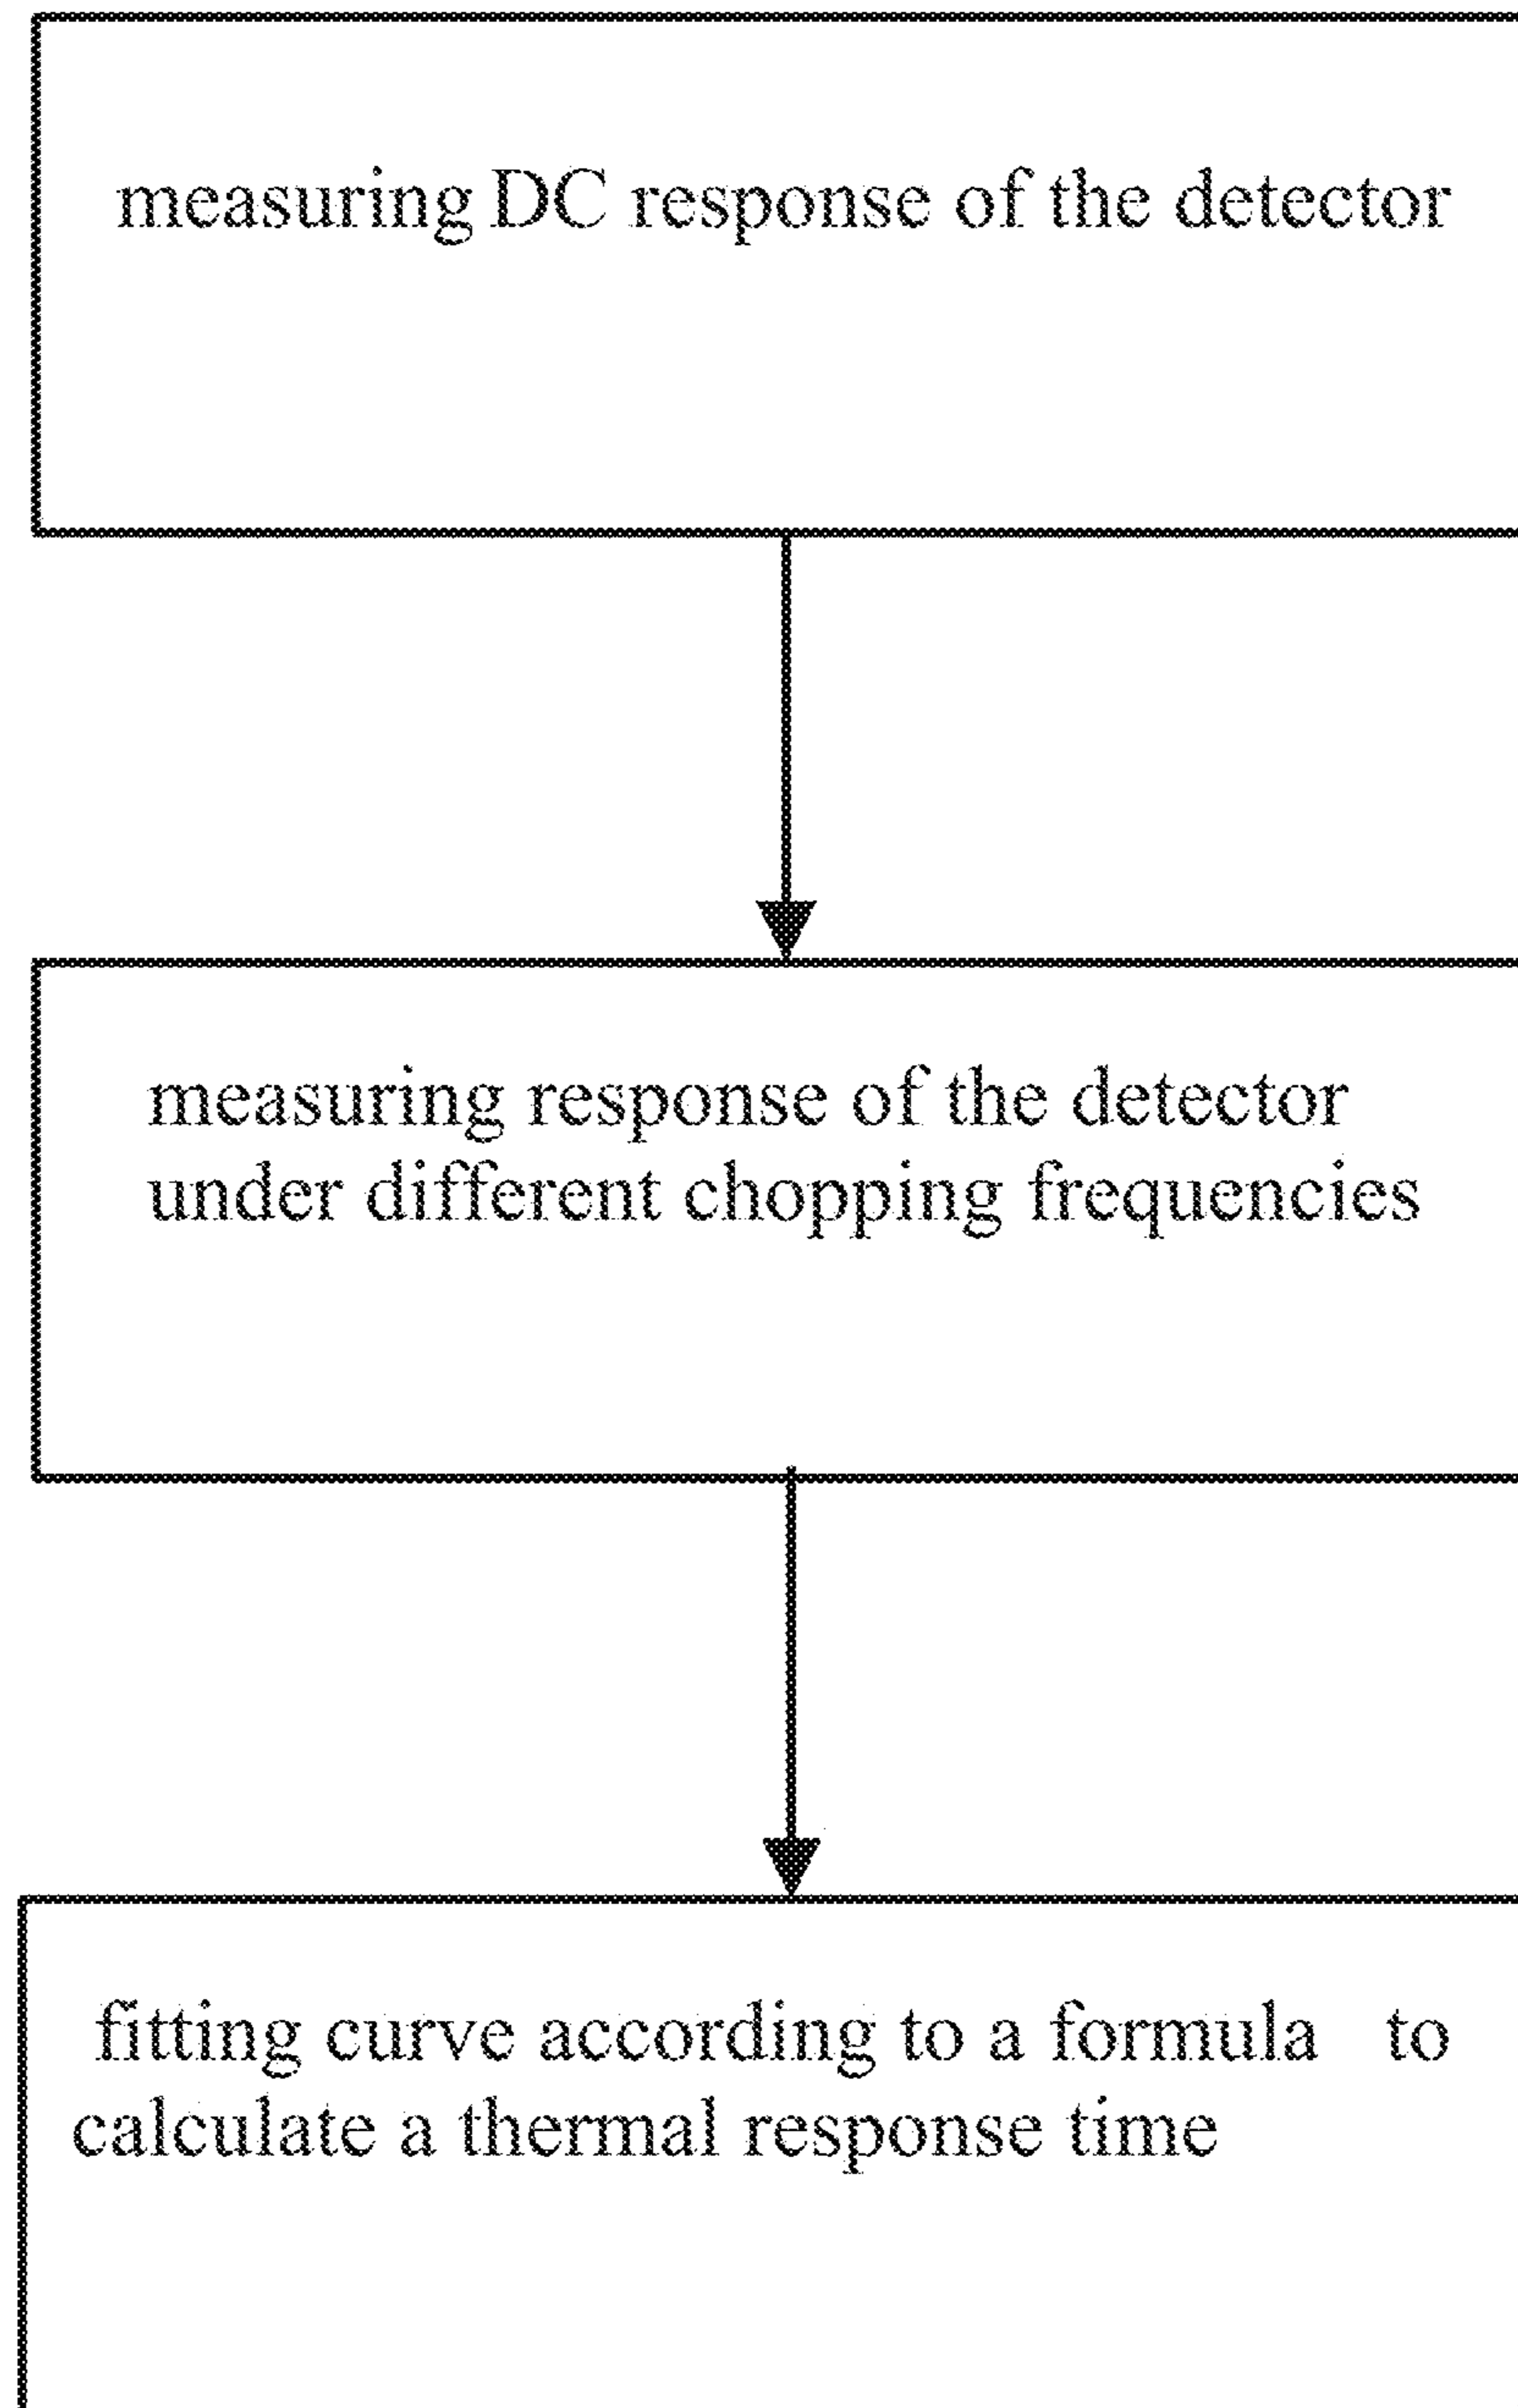 measuring DC response of the detector
measuring response of the detector
under different chopping frequencies
fitting curve according to a formula to
calculate a thermal response time